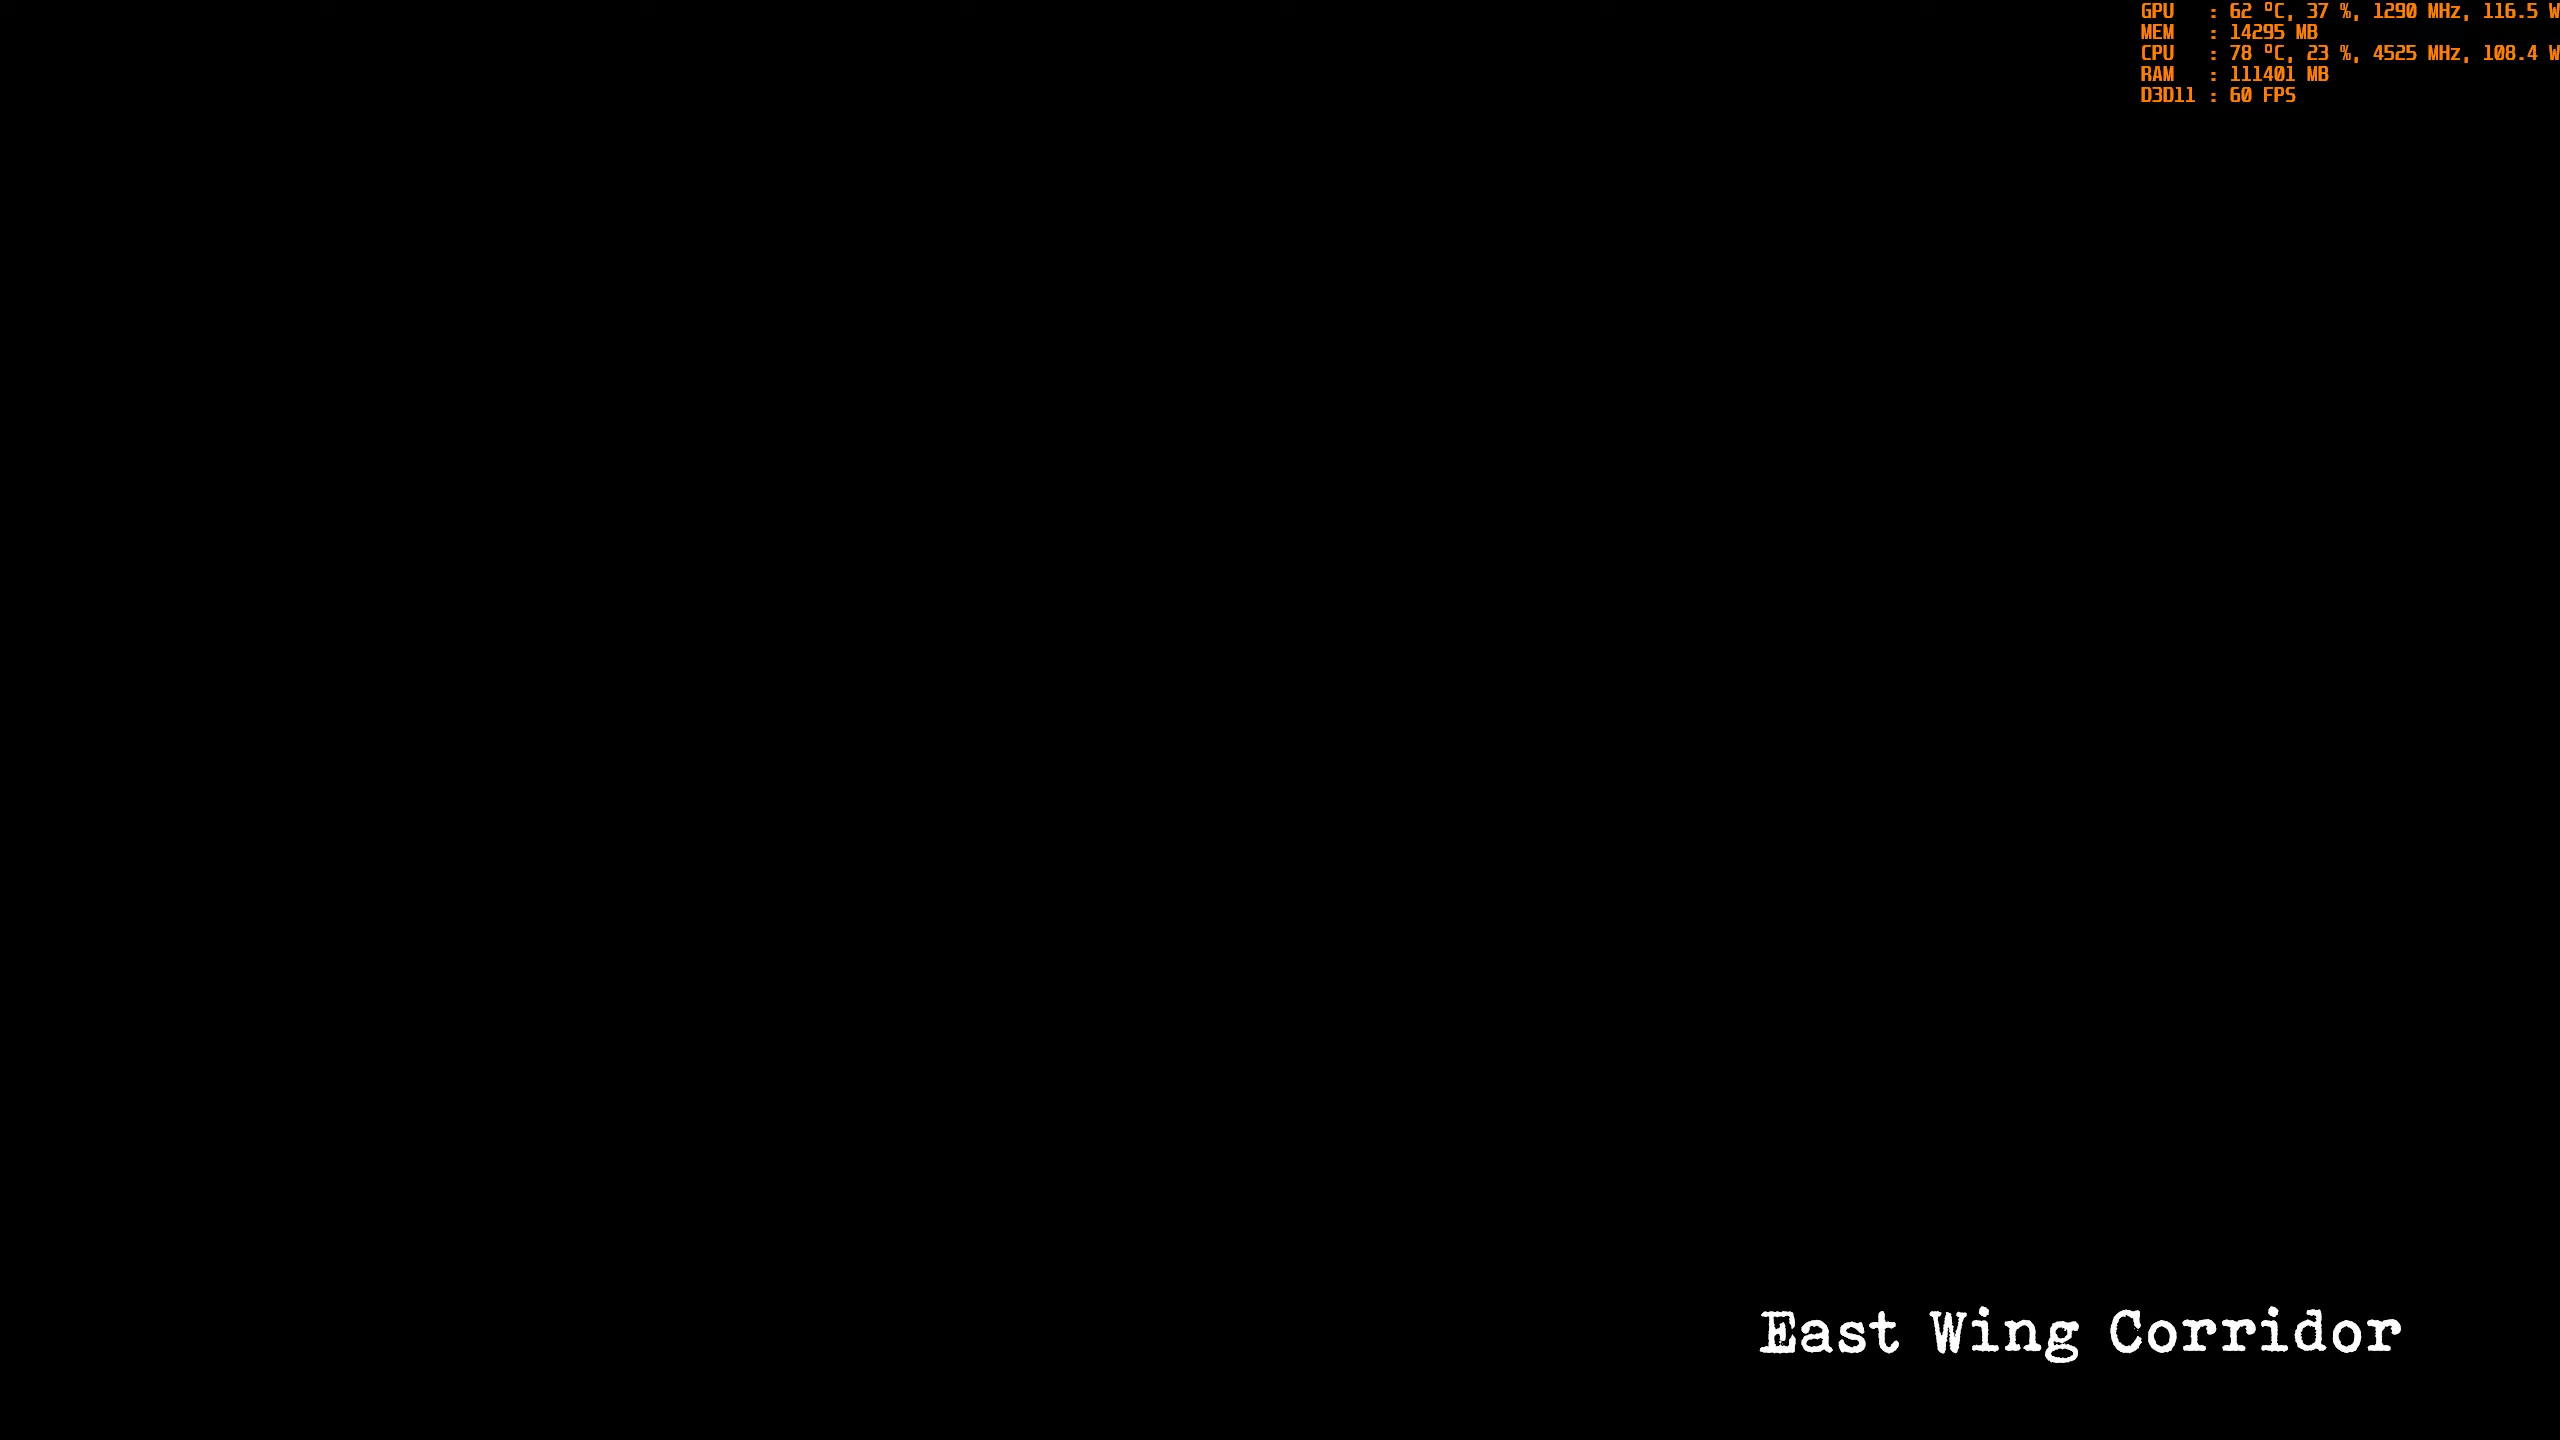 GPU : 62 °C, 37 %, 1290 MHz, 116.5 W
MEM : 14295 MB
CPU : 78 °C, 23 %, 4525 MHz, 108.4 W
RAM : 111401 MB
D3D11 : 60 FPS
East Wing Corridor